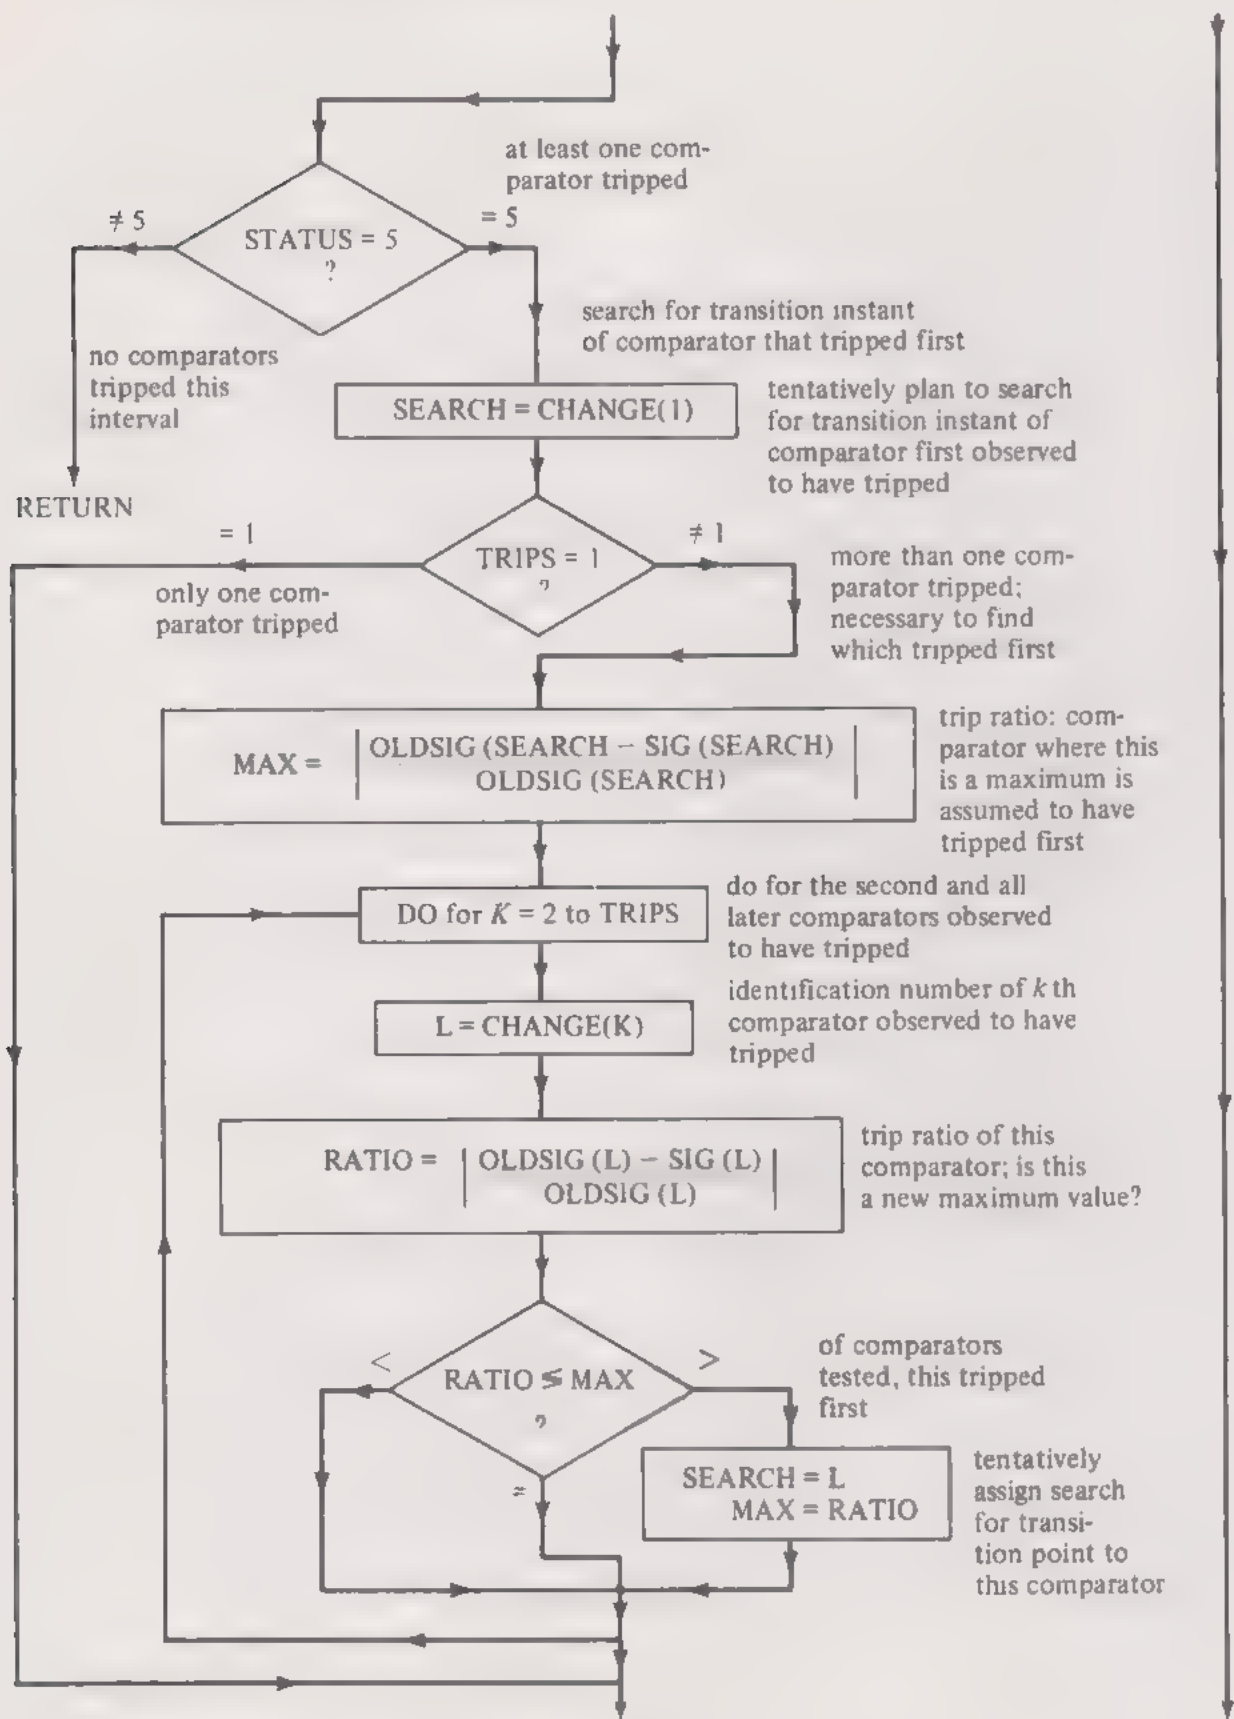 at least one com-
parator tripped
≠ 5
= 5
STATUS = 5
?
search for transition instant
of comparator that tripped first
no comparators
tripped this
interval
SEARCH = CHANGE(1)
tentatively plan to search
for transition instant of
comparator first observed
to have tripped
RETURN
= 1
≠ 1
TRIPS = 1
?
only one com-
parator tripped
more than one com-
parator tripped;
necessary to find
which tripped first
MAX =
OLDSIG (SEARCH – SIG (SEARCH)
OLDSIG (SEARCH)
trip ratio: com-
parator where this
is a maximum is
assumed to have
tripped first
DO for K = 2 to TRIPS
do for the second and all
later comparators observed
to have tripped
L = CHANGE(K)
identification number of k th
comparator observed to have
tripped
RATIO =
OLDSIG (L) – SIG (L)
OLDSIG (L)
trip ratio of this
comparator; is this
a new maximum value?
<
>
RATIO ≶ MAX
?
of comparators
tested, this tripped
first
=
SEARCH = L
MAX = RATIO
tentatively
assign search
for transi-
tion point to
this comparator